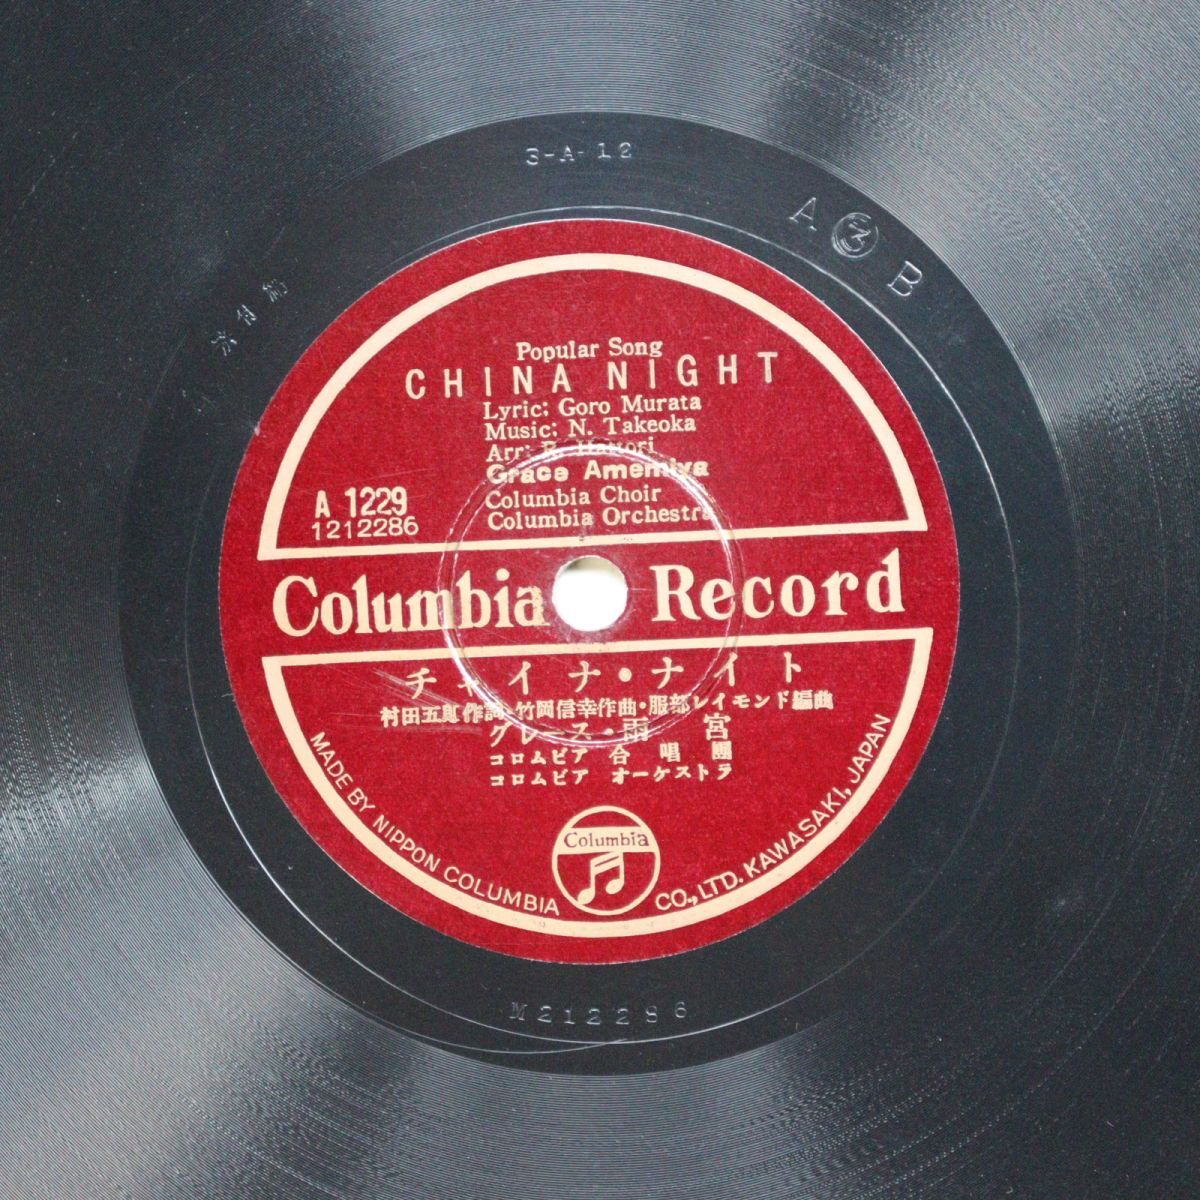 3-A-12
A 3 B
Popular Song
CHINA NIGHT
Lyric: Goro Murata
Music: N. Takeoka
Arr: R. Hattori
Grace Amemiya
Columbia Choir
Columbia Orchestra
A 1229
1212286
Columbia Record
チャイナ・ナイト
村田五郎作詞・竹岡信幸作曲・服部レイモンド編曲
グレース・雨宮
コロムビア 合唱團
コロムビア オーケストラ
Columbia
MADE BY NIPPON COLUMBIA CO., LTD. KAWASAKI, JAPAN
M212286